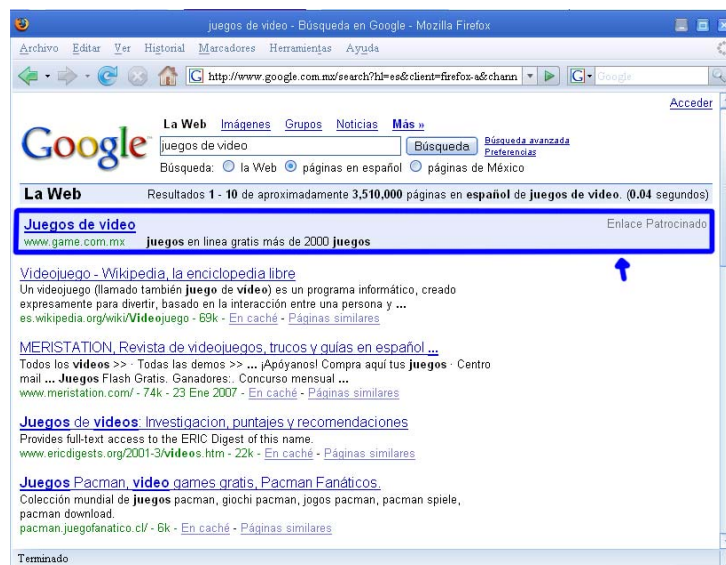 juegos de video - Búsqueda en Google - Mozilla Firefox
Archivo Editar Ver Historial Marcadores Herramientas Ayuda
http://www.google.com.mx/search?hl=es&client=firefox-a&chann G Google
Acceder
Google™
La Web Imágenes Grupos Noticias Más »
juegos de video Búsqueda Búsqueda avanzada
Preferencias
Búsqueda: la Web páginas en español páginas de México
La Web Resultados 1 - 10 de aproximadamente 3,510,000 páginas en español de juegos de video. (0.04 segundos)
Juegos de video Enlace Patrocinado
www.game.com.mx juegos en linea gratis más de 2000 juegos
Videojuego - Wikipedia, la enciclopedia libre
Un videojuego (llamado también juego de vídeo) es un programa informático, creado
expresamente para divertir, basado en la interacción entre una persona y ...
es.wikipedia.org/wiki/Videojuego - 69k - En caché - Páginas similares
MERISTATION, Revista de videojuegos, trucos y guías en español ...
Todos los videos >> · Todas las demos >> ... ¡Apóyanos! Compra aquí tus juegos · Centro
mail ... Juegos Flash Gratis. Ganadores:. Concurso mensual ...
www.meristation.com/ - 74k - 23 Ene 2007 - En caché - Páginas similares
Juegos de videos: Investigacion, puntajes y recomendaciones
Provides full-text access to the ERIC Digest of this name.
www.ericdigests.org/2001-3/videos.htm - 22k - En caché - Páginas similares
Juegos Pacman, video games gratis, Pacman Fanáticos.
Colección mundial de juegos pacman, giochi pacman, jogos pacman, pacman spiele,
pacman download.
pacman.juegofanatico.cl/ - 6k - En caché - Páginas similares
Terminado